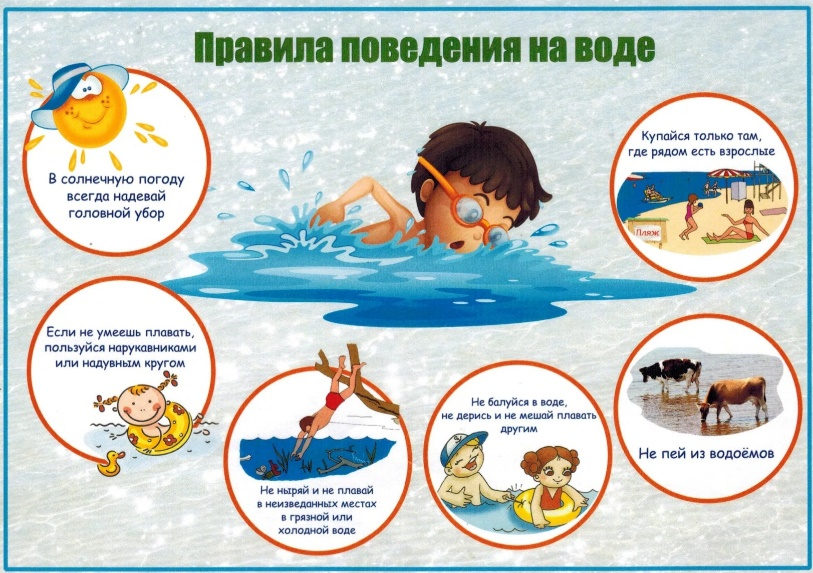 Правила поведения на воде
В солнечную погоду
всегда надевай
головной убор
Купайся только там,
где рядом есть взрослые
Пляж
Если не умеешь плавать,
пользуйся нарукавниками
или надувным кругом
Не ныряй и не плавай
в неизведанных местах
в грязной или
холодной воде
Не балуйся в воде,
не дерись и не мешай плавать
другим
Не пей из водоёмов